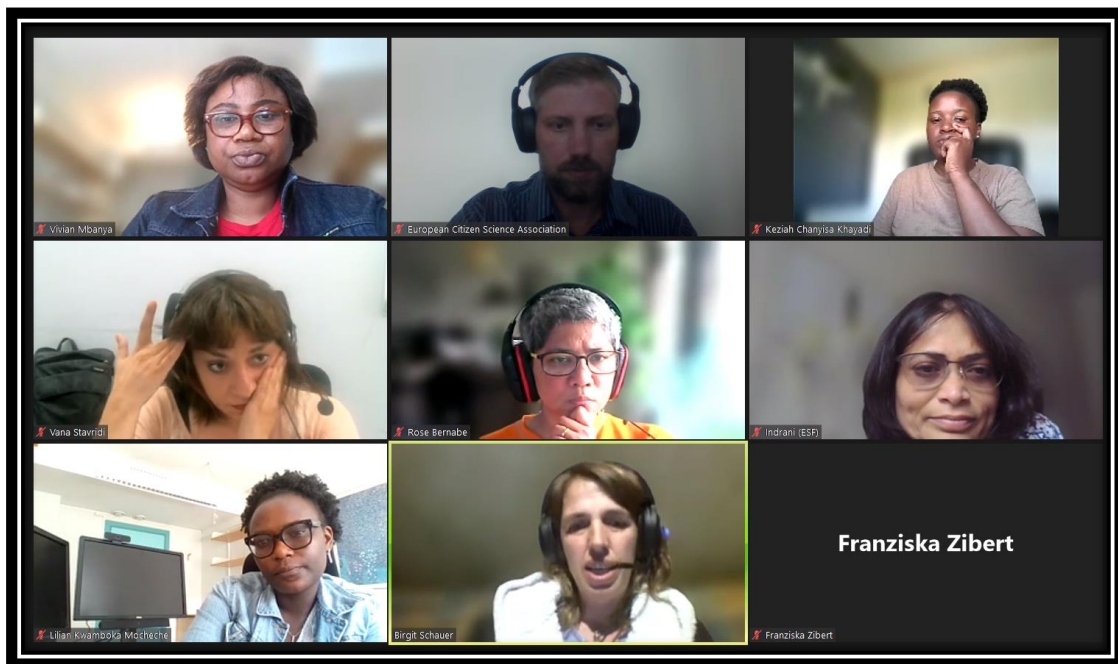 Vivian Mbanya
European Citizen Science Association
Keziah Chanyisa Khayadi
Vana Stavridi
Rose Bernabe
Indrani (ESF)
Lilian Kwamboka Mocheche
Birgit Schauer
Franziska Zibert
Franziska Zibert